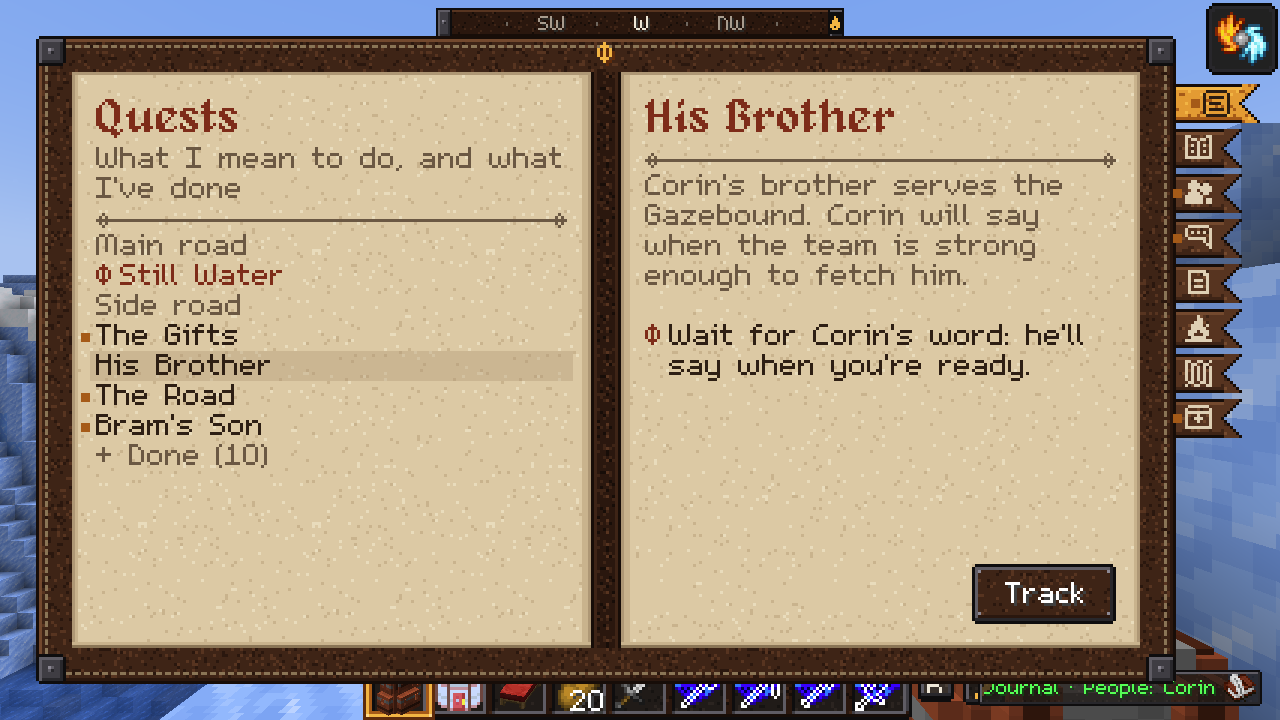 SW · W · NW
Quests
What I mean to do, and what
I've done
Main road
Still Water
Side road
The Gifts
His Brother
The Road
Bram's Son
+ Done (10)
His Brother
Corin's brother serves the
Gazebound. Corin will say
when the team is strong
enough to fetch him.
Wait for Corin's word: he'll
say when you're ready.
Track
20
Journal · People: Corin